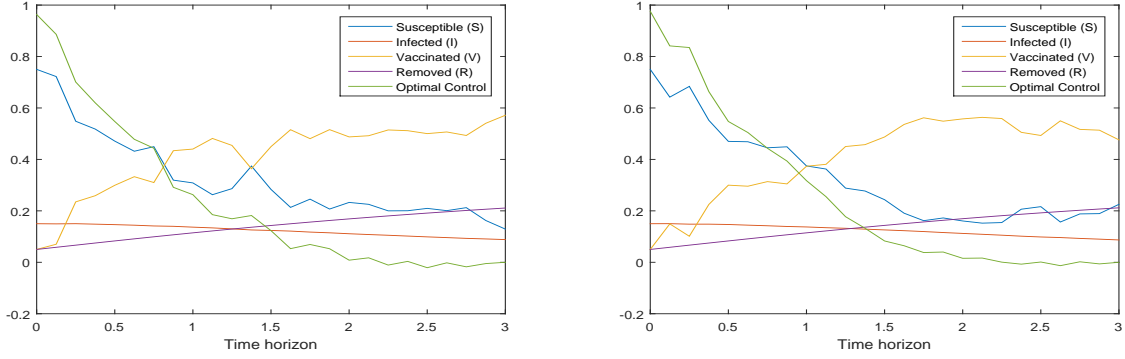 1
0.8
0.6
0.4
0.2
0
-0.2
0 0.5 1 1.5 2 2.5 3
Time horizon
Susceptible (S)
Infected (I)
Vaccinated (V)
Removed (R)
Optimal Control
1
0.8
0.6
0.4
0.2
0
-0.2
0 0.5 1 1.5 2 2.5 3
Time horizon
Susceptible (S)
Infected (I)
Vaccinated (V)
Removed (R)
Optimal Control